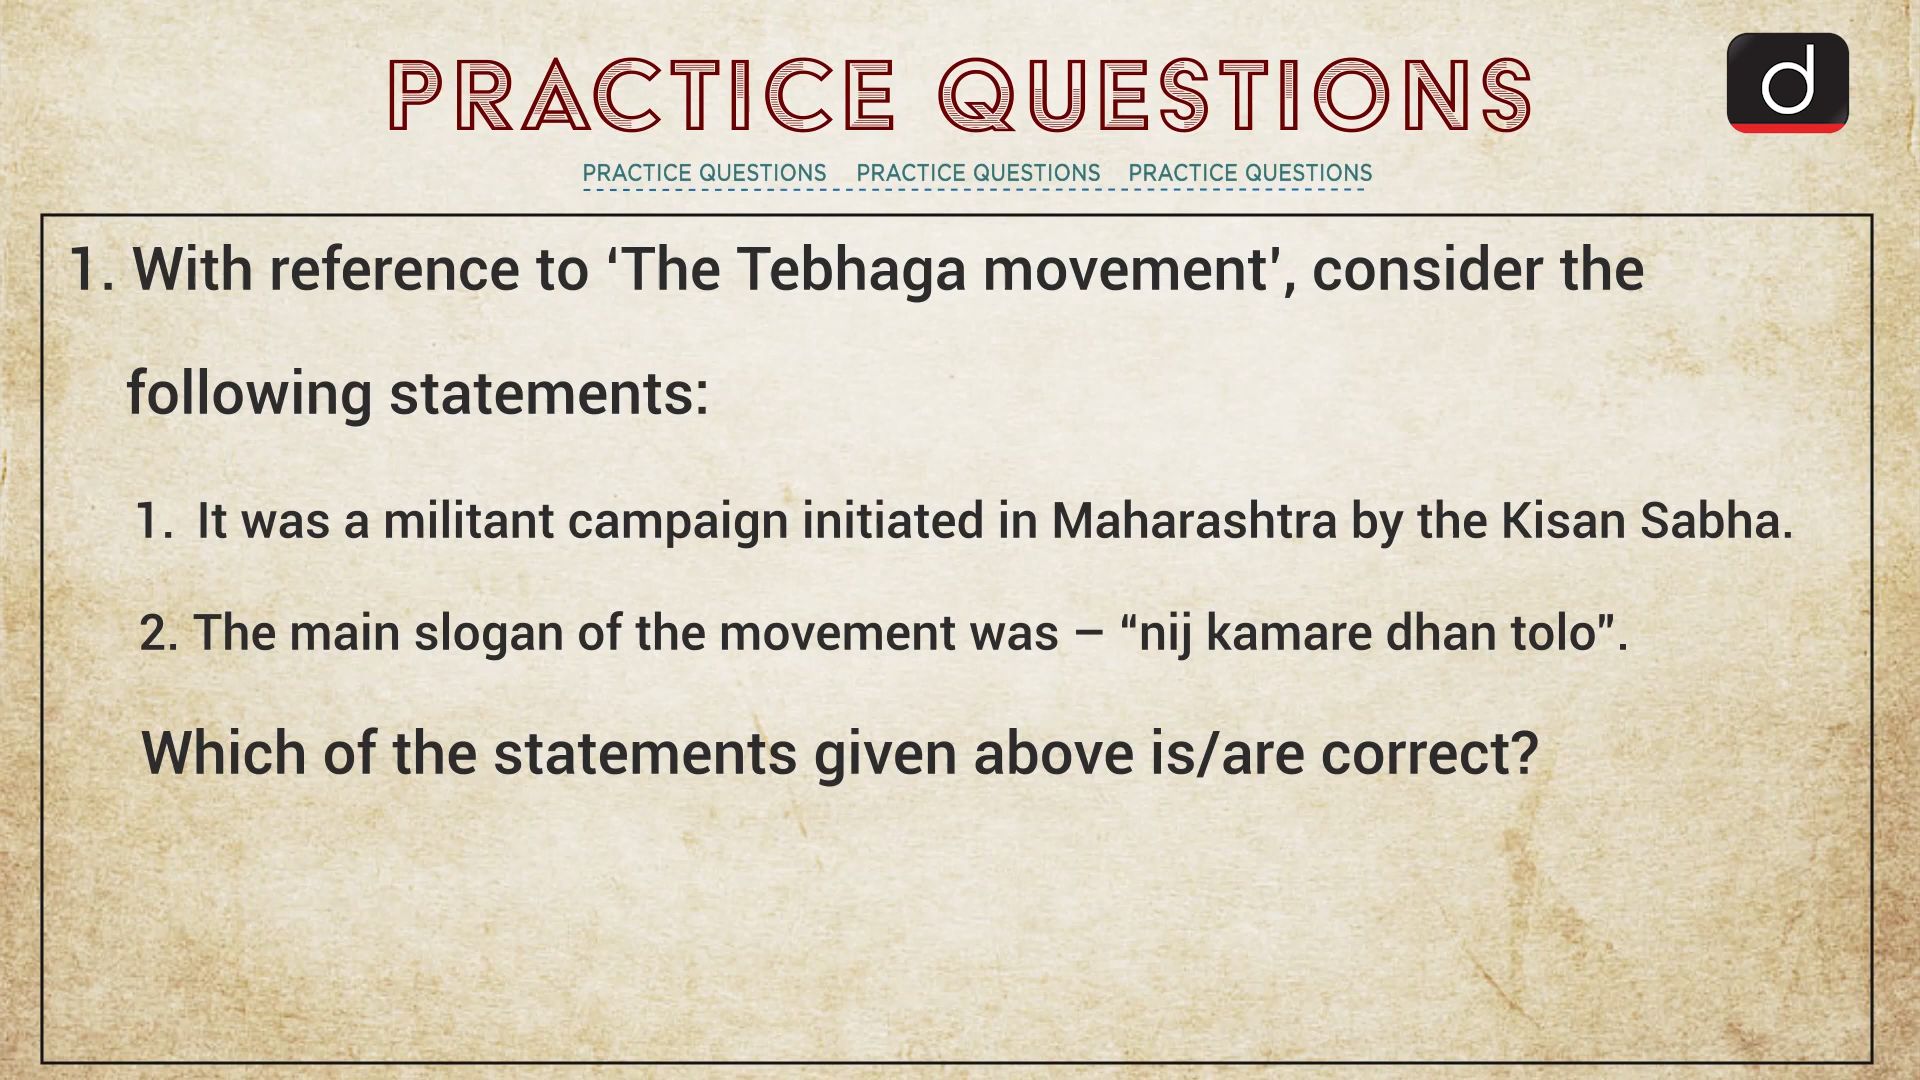 PRACTICE QUESTIONS
PRACTICE QUESTIONS PRACTICE QUESTIONS PRACTICE QUESTIONS
d
1. With reference to ‘The Tebhaga movement’, consider the
following statements:
1. It was a militant campaign initiated in Maharashtra by the Kisan Sabha.
2. The main slogan of the movement was – “nij kamare dhan tolo”.
Which of the statements given above is/are correct?